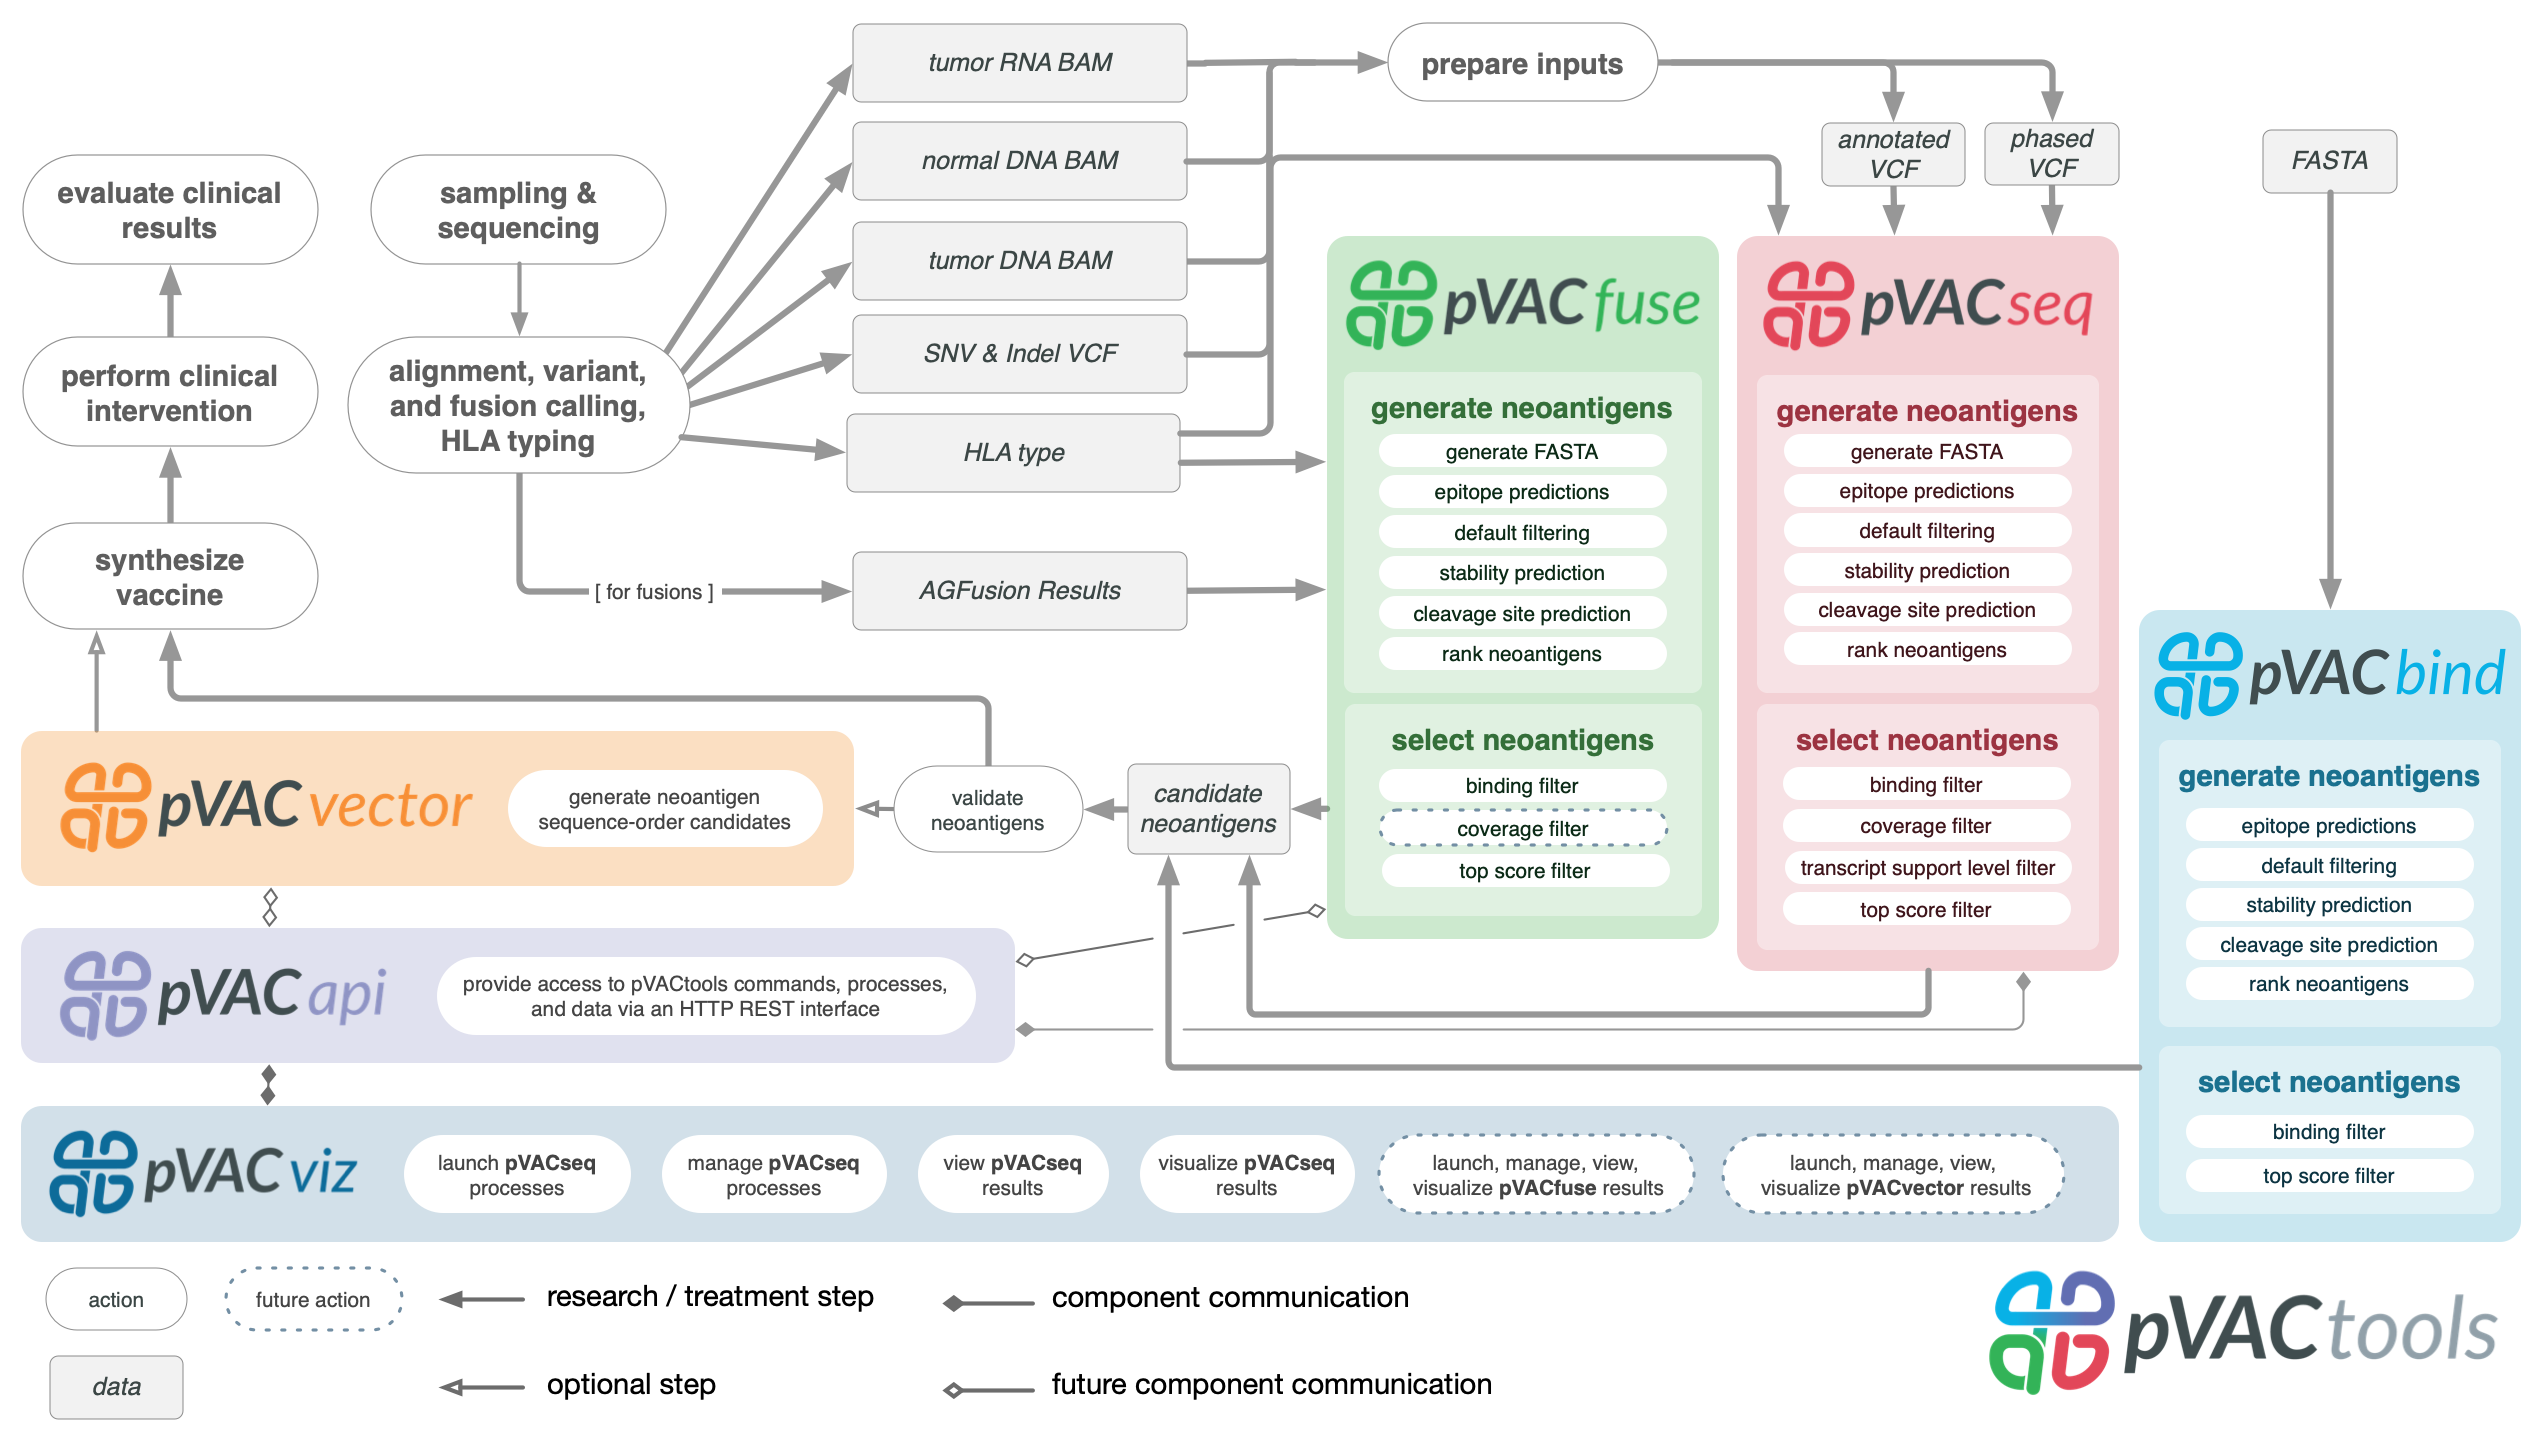 tumor RNA BAM
normal DNA BAM
tumor DNA BAM
SNV & Indel VCF
HLA type
AGFusion Results
prepare inputs
annotated
VCF
phased
VCF
FASTA
evaluate clinical
results
perform clinical
intervention
synthesize
vaccine
sampling &
sequencing
alignment, variant,
and fusion calling,
HLA typing
[ for fusions ]
pVACfuse
generate neoantigens
generate FASTA
epitope predictions
default filtering
stability prediction
cleavage site prediction
rank neoantigens
select neoantigens
binding filter
coverage filter
top score filter
pVACseq
generate neoantigens
generate FASTA
epitope predictions
default filtering
stability prediction
cleavage site prediction
rank neoantigens
select neoantigens
binding filter
coverage filter
transcript support level filter
top score filter
pVACbind
generate neoantigens
epitope predictions
default filtering
stability prediction
cleavage site prediction
rank neoantigens
select neoantigens
binding filter
top score filter
pVACvector
generate neoantigen
sequence-order candidates
validate
neoantigens
candidate
neoantigens
pVACapi
provide access to pVACtools commands, processes,
and data via an HTTP REST interface
pVACviz
launch pVACseq
processes
manage pVACseq
processes
view pVACseq
results
visualize pVACseq
results
launch, manage, view,
visualize pVACfuse results
launch, manage, view,
visualize pVACvector results
action
future action
research / treatment step
component communication
data
optional step
future component communication
pVACtools